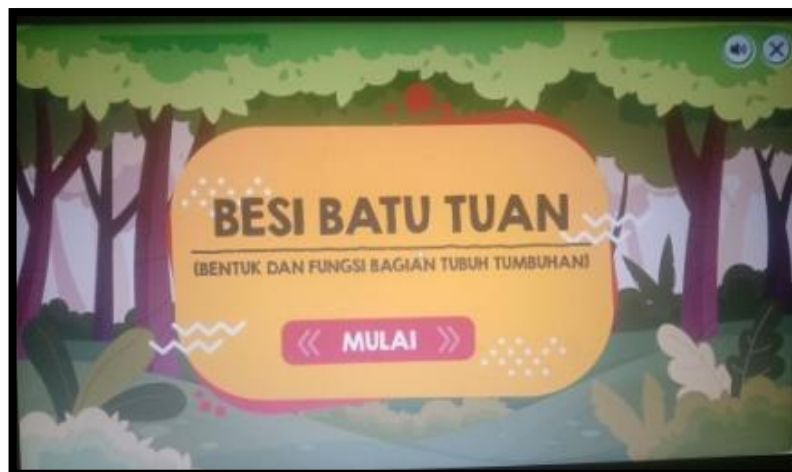 BESI BATU TUAN
(BENTUK DAN FUNGSI BAGIAN TUBUH TUMBUHAN)
MULAI